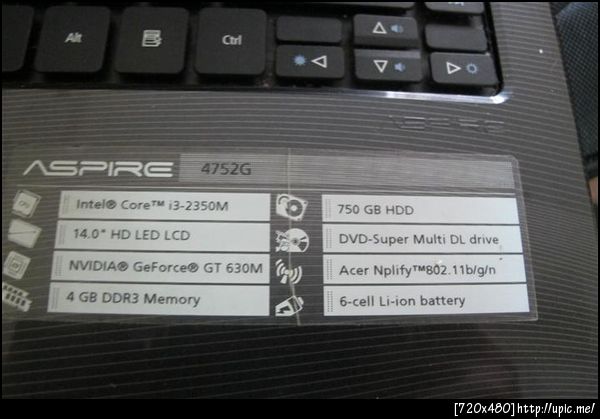 Alt
Ctrl
ASPIRE
ASPIRE 4752G
Intel® Core™ i3-2350M
14.0" HD LED LCD
NVIDIA® GeForce® GT 630M
4 GB DDR3 Memory
750 GB HDD
DVD-Super Multi DL drive
Acer Nplify™802.11b/g/n
6-cell Li-ion battery
[720x480]http://upic.me/